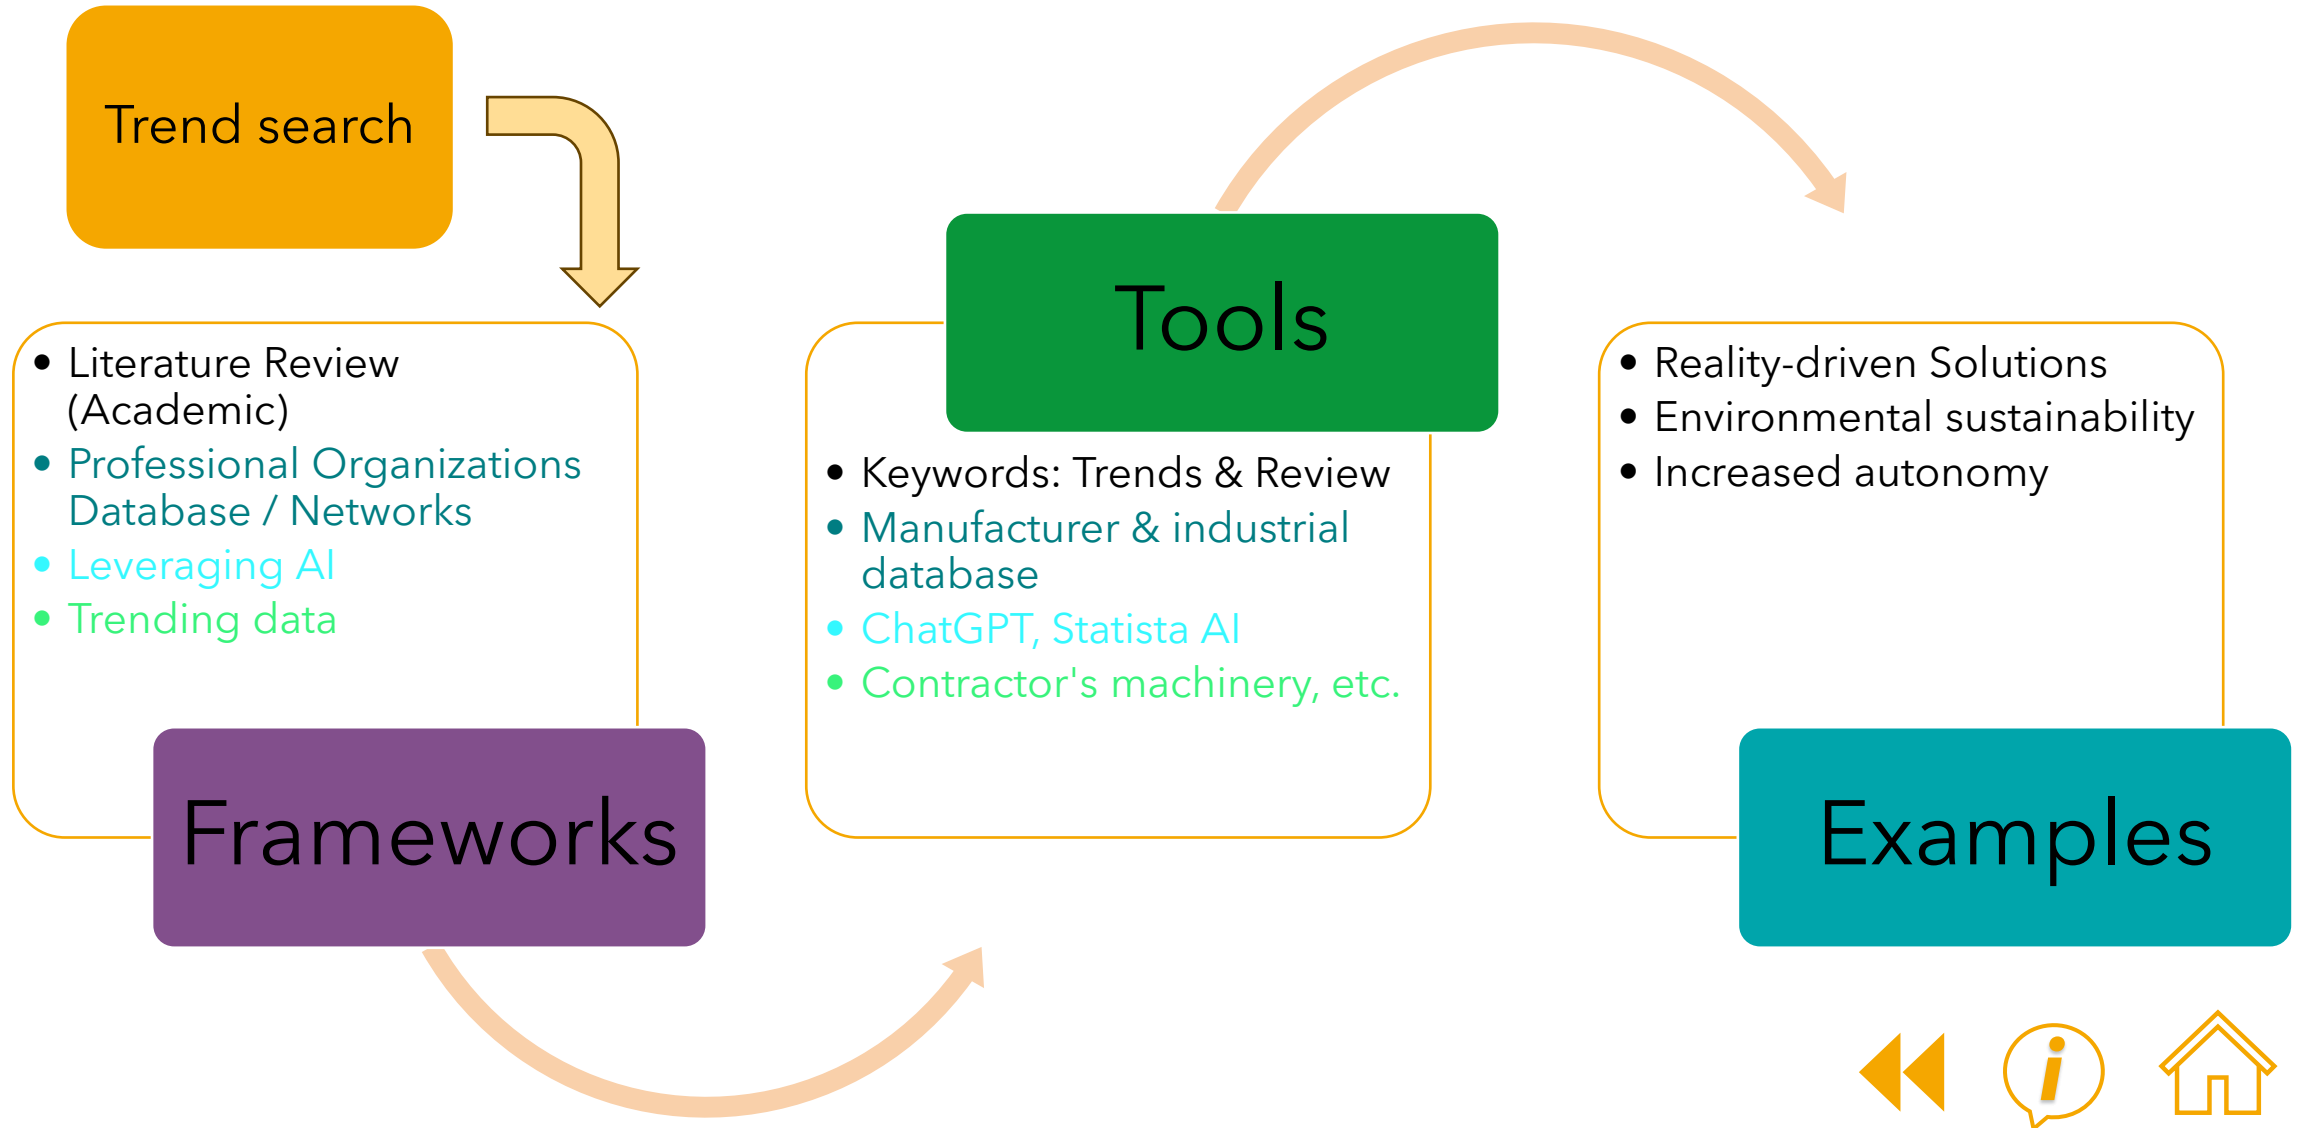 Trend search
• Literature Review
(Academic)
• Professional Organizations
Database / Networks
• Leveraging AI
• Trending data
Frameworks
Tools
• Keywords: Trends & Review
• Manufacturer & industrial
database
• ChatGPT, Statista AI
• Contractor's machinery, etc.
• Reality-driven Solutions
• Environmental sustainability
• Increased autonomy
Examples
i